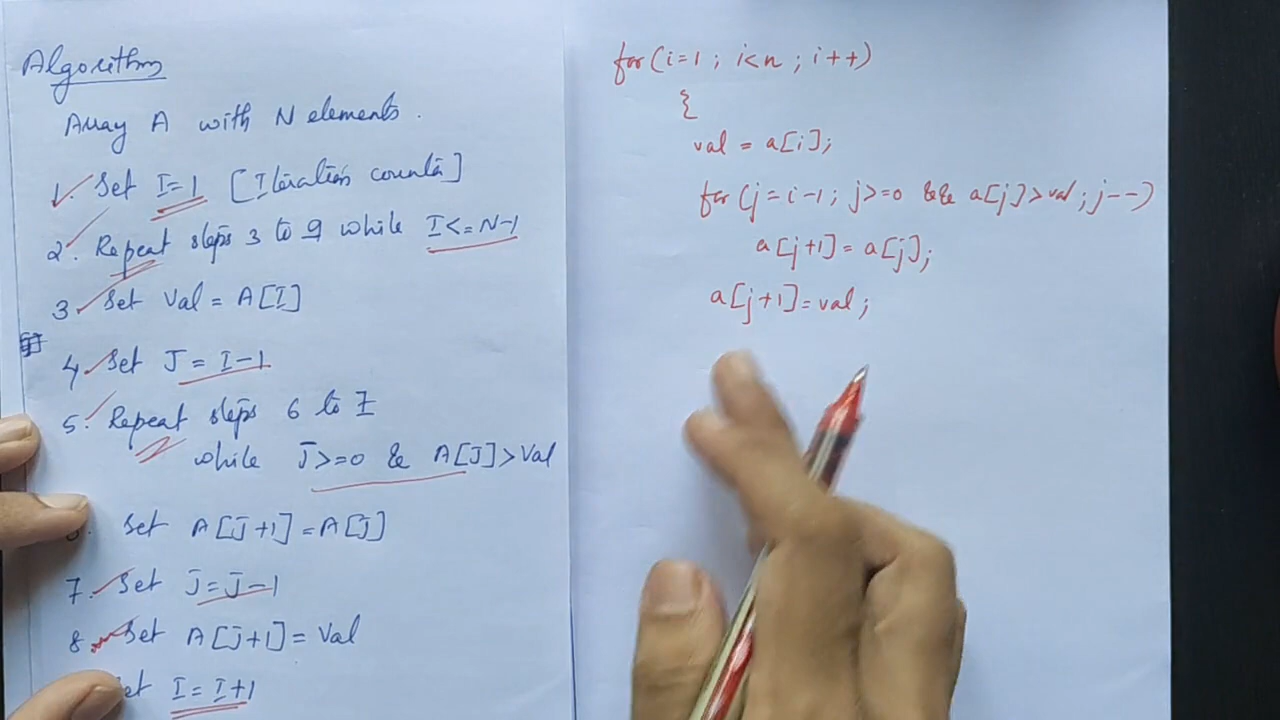 Algorithm
Array A with N elements.
1. Set I=1 [Iteration counter]
2. Repeat steps 3 to 9 while I<=N-1
3. Set Val = A[I]
4. Set J = I-1
5. Repeat steps 6 to 7
while J>=0 & A[J]>Val
Set A[J+1]=A[J]
7. Set J=J-1
8. Set A[J+1]=Val
I=I+1
for(i=1; i<n; i++)
{
val = a[i];
for(j=i-1; j>=0 && a[j]>val; j--)
a[j+1]=a[j];
a[j+1]=val;